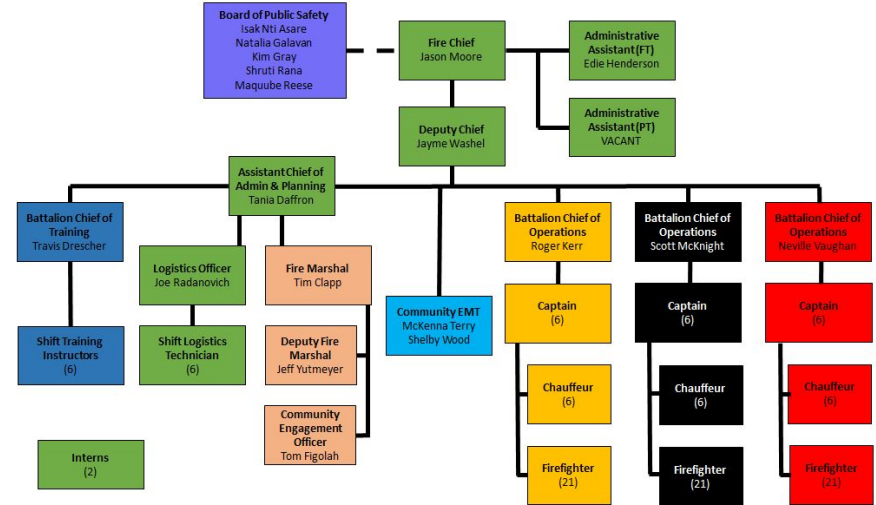 Board of Public Safety
Isak Nti Asare
Natalia Galavan
Kim Gray
Shruti Rana
Maqube Reese
Fire Chief
Jason Moore
Administrative
Assistant(FT)
Edie Henderson
Administrative
Assistant(PT)
VACANT
Deputy Chief
Jayme Washel
Assistant Chief of
Admin & Planning
Tania Daffron
Battalion Chief of
Training
Travis Drescher
Battalion Chief of
Operations
Roger Kerr
Battalion Chief of
Operations
Scott McKnight
Battalion Chief of
Operations
Neville Vaughan
Logistics Officer
Joe Radanovich
Fire Marshal
Tim Clapp
Community EMT
McKenna Terry
Shelby Wood
Captain
(6)
Captain
(6)
Captain
(6)
Shift Training
Instructors
(6)
Shift Logistics
Technician
(6)
Deputy Fire
Marshal
Jeff Yutmeyer
Chauffeur
(6)
Chauffeur
(6)
Chauffeur
(6)
Community
Engagement
Officer
Tom Figolah
Interns
(2)
Firefighter
(21)
Firefighter
(21)
Firefighter
(21)